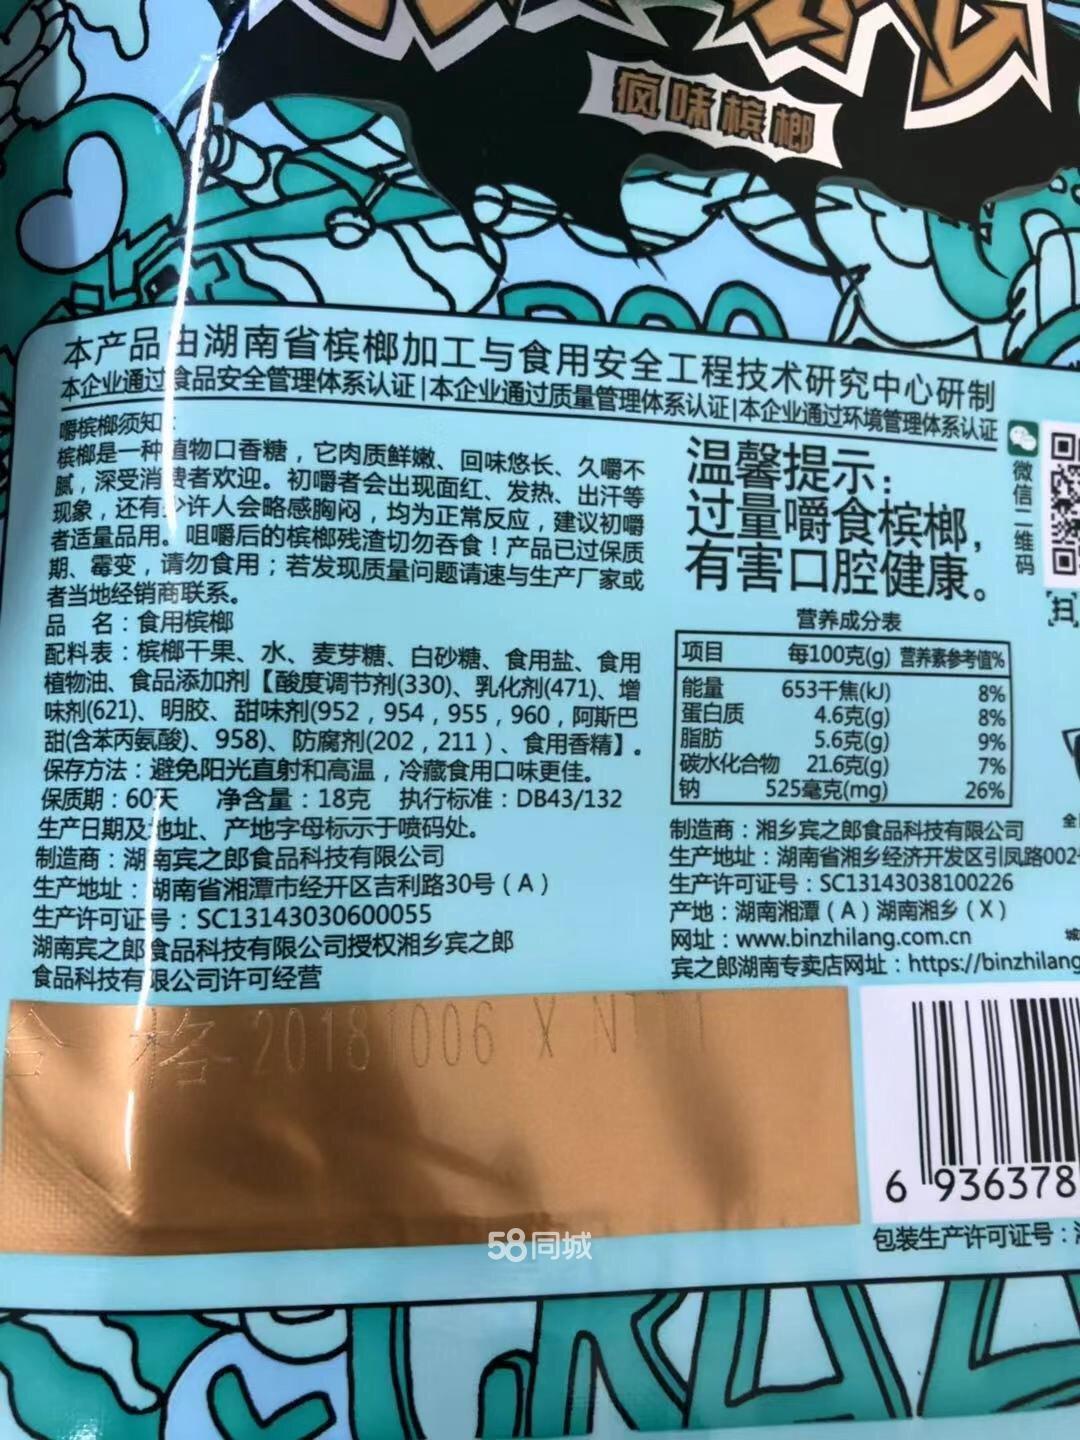 疯味槟榔
本产品由湖南省槟榔加工与食用安全工程技术研究中心研制
本企业通过食品安全管理体系认证|本企业通过质量管理体系认证|本企业通过环境管理体系认证
嚼槟榔须知:
槟榔是一种植物口香糖，它肉质鲜嫩、回味悠长、久嚼不
腻，深受消费者欢迎。初嚼者会出现面红、发热、出汗等
现象，还有少许人会略感胸闷，均为正常反应，建议初嚼
者适量品用。咀嚼后的槟榔残渣切勿吞食！产品已过保质
期、霉变，请勿食用；若发现质量问题请速与生产厂家或
者当地经销商联系。
品 名：食用槟榔
配料表：槟榔干果、水、麦芽糖、白砂糖、食用盐、食用
植物油、食品添加剂【酸度调节剂(330)、乳化剂(471)、增
味剂(621)、明胶、甜味剂(952，954，955，960，阿斯巴
甜(含苯丙氨酸)、958)、防腐剂(202，211）、食用香精】。
保存方法：避免阳光直射和高温，冷藏食用口味更佳。
保质期：60天 净含量：18克 执行标准：DB43/132
生产日期及地址、产地字母标示于喷码处。
制造商：湖南宾之郎食品科技有限公司
生产地址：湖南省湘潭市经开区吉利路30号（A）
生产许可证号：SC13143030600055
湖南宾之郎食品科技有限公司授权湘乡宾之郎
食品科技有限公司许可经营
温馨提示：
过量嚼食槟榔，
有害口腔健康。
营养成分表
项目 每100克(g) 营养素参考值%
能量 653千焦(kJ) 8%
蛋白质 4.6克(g) 8%
脂肪 5.6克(g) 9%
碳水化合物 21.6克(g) 7%
钠 525毫克(mg) 26%
制造商：湘乡宾之郎食品科技有限公司
生产地址：湖南省湘乡经济开发区引凤路002
生产许可证号：SC13143038100226
产地：湖南湘潭（A）湖南湘乡（X）
网址：www.binzhilang.com.cn
宾之郎湖南专卖店网址：https://binzhilang
微信二维码
扫
全
城
合格 20181006 X N
6 936378
包装生产许可证号：
58同城